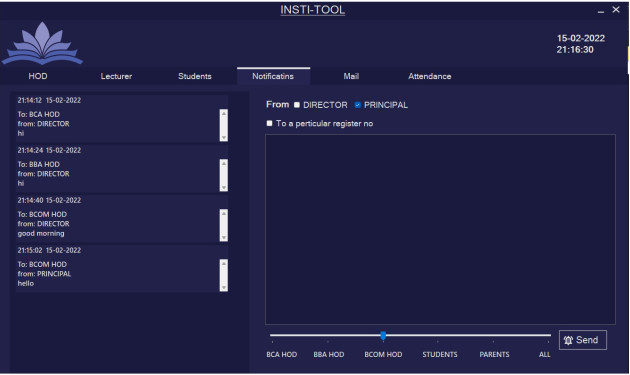 INSTI-TOOL
15-02-2022
21:16:30
HOD Lecturer Students Notificatins Mail Attendance
21:14:12 15-02-2022
To: BCA HOD
from: DIRECTOR
hi
21:14:24 15-02-2022
To: BBA HOD
from: DIRECTOR
hi
21:14:40 15-02-2022
To: BCOM HOD
from: DIRECTOR
good morning
21:15:02 15-02-2022
To: BCOM HOD
from: PRINCIPAL
hello
From DIRECTOR PRINCIPAL
To a perticular register no
BCA HOD BBA HOD BCOM HOD STUDENTS PARENTS ALL
Send